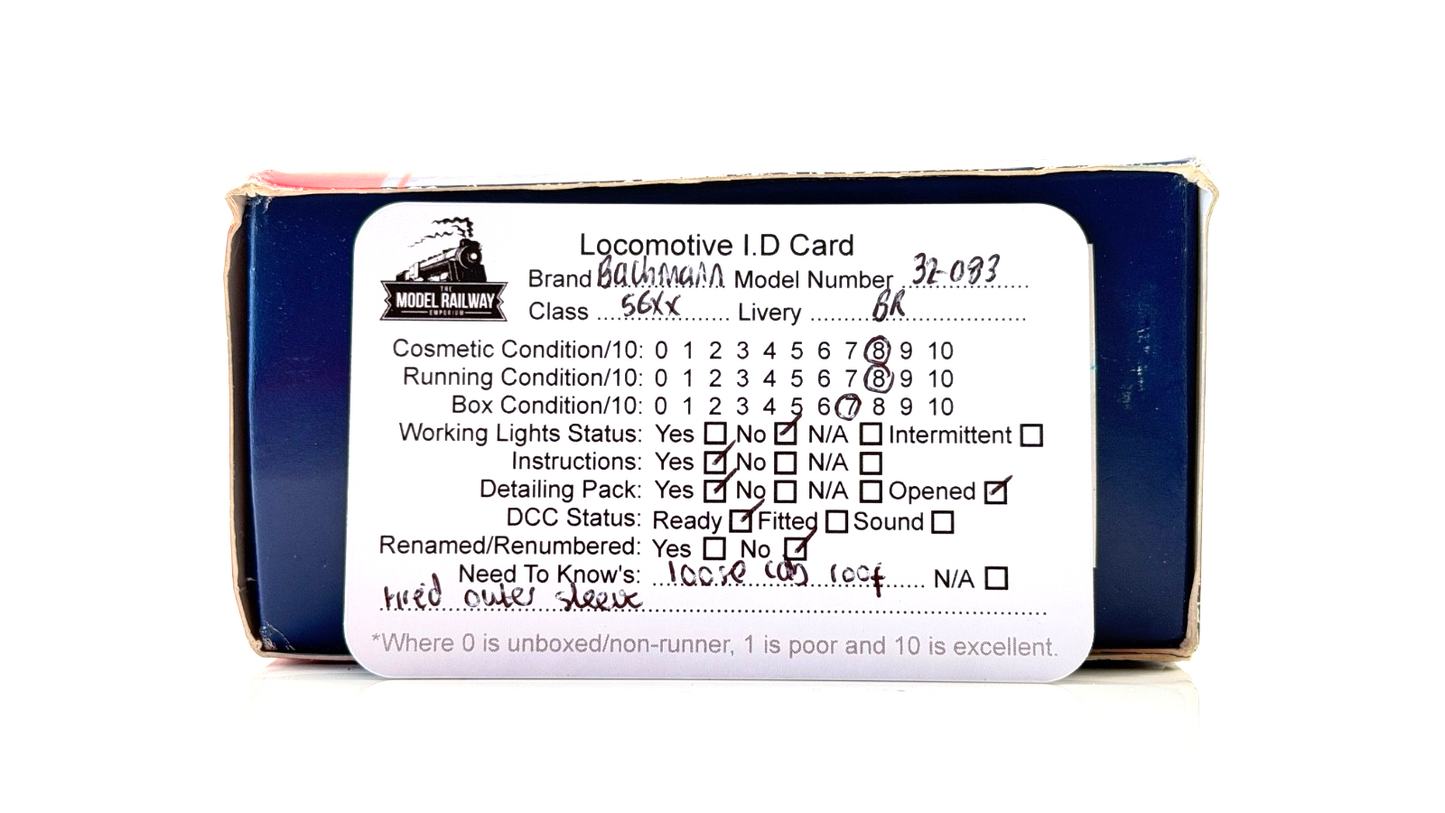 THE
MODEL RAILWAY
EMPORIUM
Locomotive I.D Card
Brand Bachmann Model Number 32-083
Class 56xx Livery BR
Cosmetic Condition/10: 0 1 2 3 4 5 6 7 8 9 10
Running Condition/10: 0 1 2 3 4 5 6 7 8 9 10
Box Condition/10: 0 1 2 3 4 5 6 7 8 9 10
Working Lights Status: Yes No N/A Intermittent
Instructions: Yes No N/A
Detailing Pack: Yes No N/A Opened
DCC Status: Ready Fitted Sound
Renamed/Renumbered: Yes No
Need To Know's: loose cab roof N/A
tired outer sleeve
*Where 0 is unboxed/non-runner, 1 is poor and 10 is excellent.